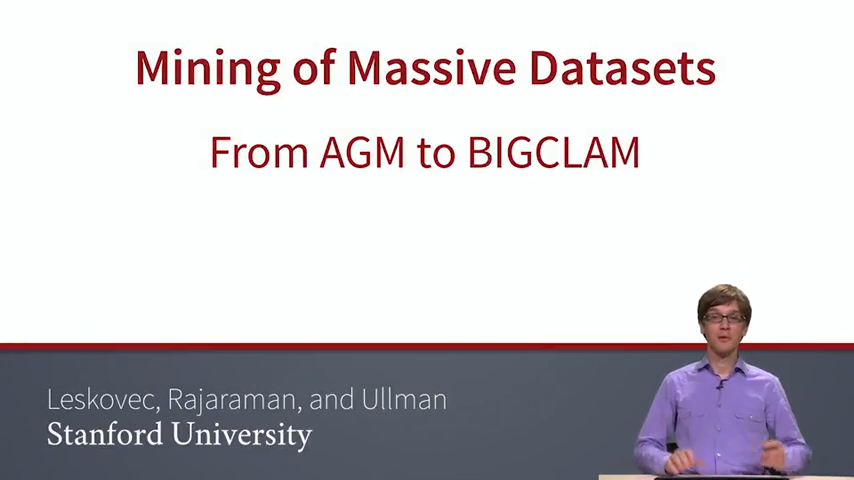 Mining of Massive Datasets
From AGM to BIGCLAM
Leskovec, Rajaraman, and Ullman
Stanford University